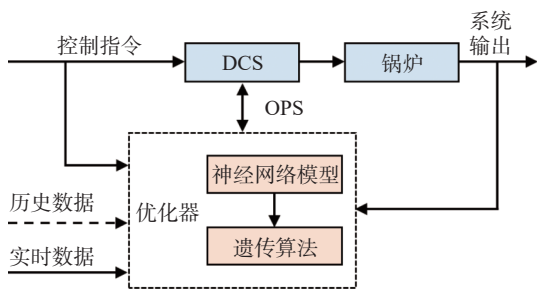 系统
输出
控制指令
DCS
锅炉
OPS
神经网络模型
历史数据
优化器
实时数据
遗传算法